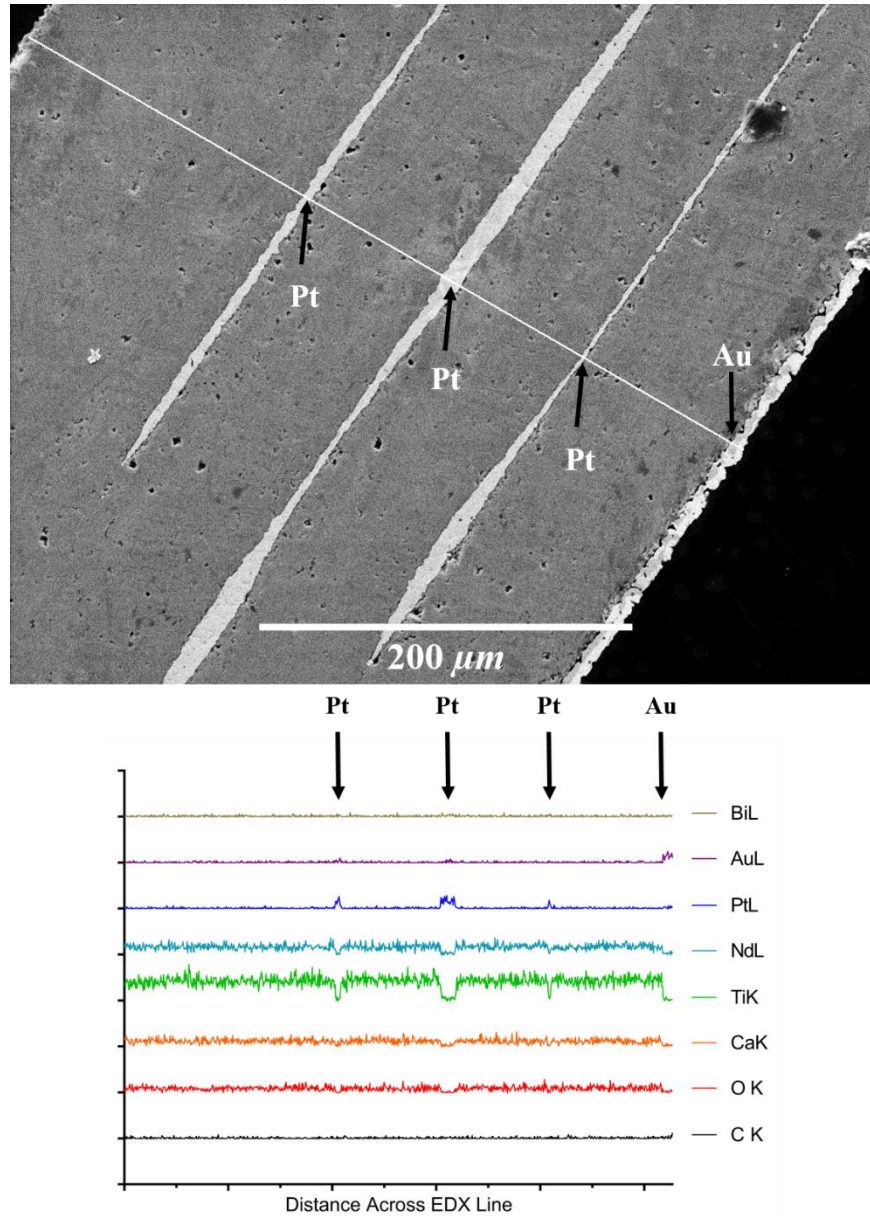 Pt
Pt
Pt
Au
200 μm
Pt Pt Pt Au
BiL
AuL
PtL
NdL
TiK
CaK
O K
C K
Distance Across EDX Line